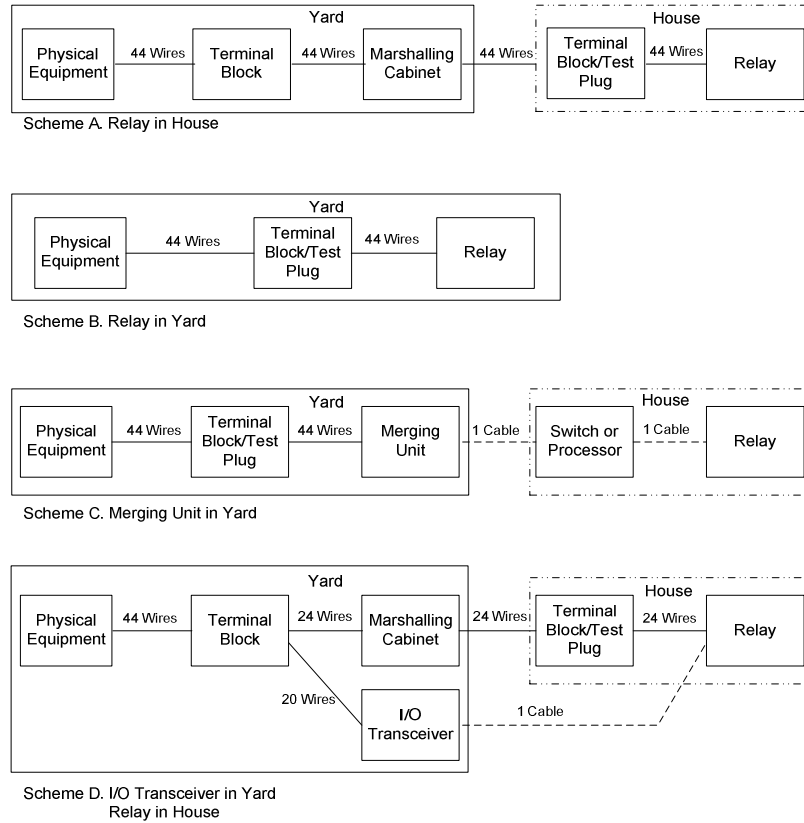 Yard
House
Physical
Equipment
44 Wires
Terminal
Block
44 Wires
Marshalling
Cabinet
44 Wires
Terminal
Block/Test
Plug
44 Wires
Relay
Scheme A. Relay in House
Yard
Physical
Equipment
44 Wires
Terminal
Block/Test
Plug
44 Wires
Relay
Scheme B. Relay in Yard
Yard
House
Physical
Equipment
44 Wires
Terminal
Block/Test
Plug
44 Wires
Merging
Unit
1 Cable
Switch or
Processor
1 Cable
Relay
Scheme C. Merging Unit in Yard
Yard
House
Physical
Equipment
44 Wires
Terminal
Block
24 Wires
Marshalling
Cabinet
24 Wires
Terminal
Block/Test
Plug
24 Wires
Relay
20 Wires
I/O
Transceiver
1 Cable
Scheme D. I/O Transceiver in Yard
Relay in House